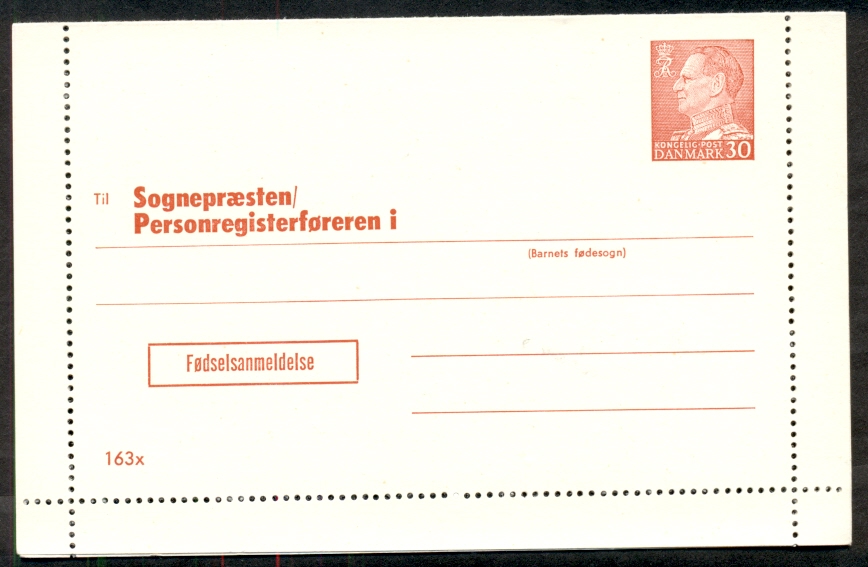 KONGELIG·POST
DANMARK 30
Til Sognepræsten/
Personregisterføreren i
(Barnets fødesogn)
Fødselsanmeldelse
163x